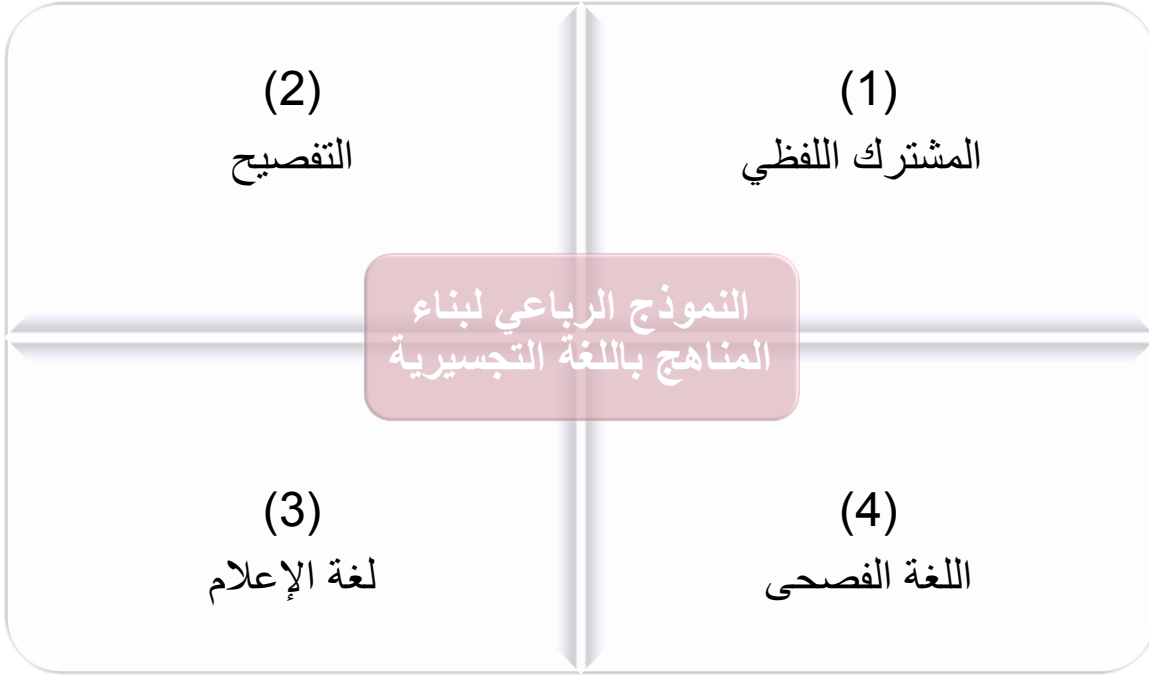 (1)
المشترك اللفظي
(2)
التفصيح
النموذج الرباعي لبناء
المناهج باللغة التجسيرية
(3)
لغة الإعلام
(4)
اللغة الفصحى